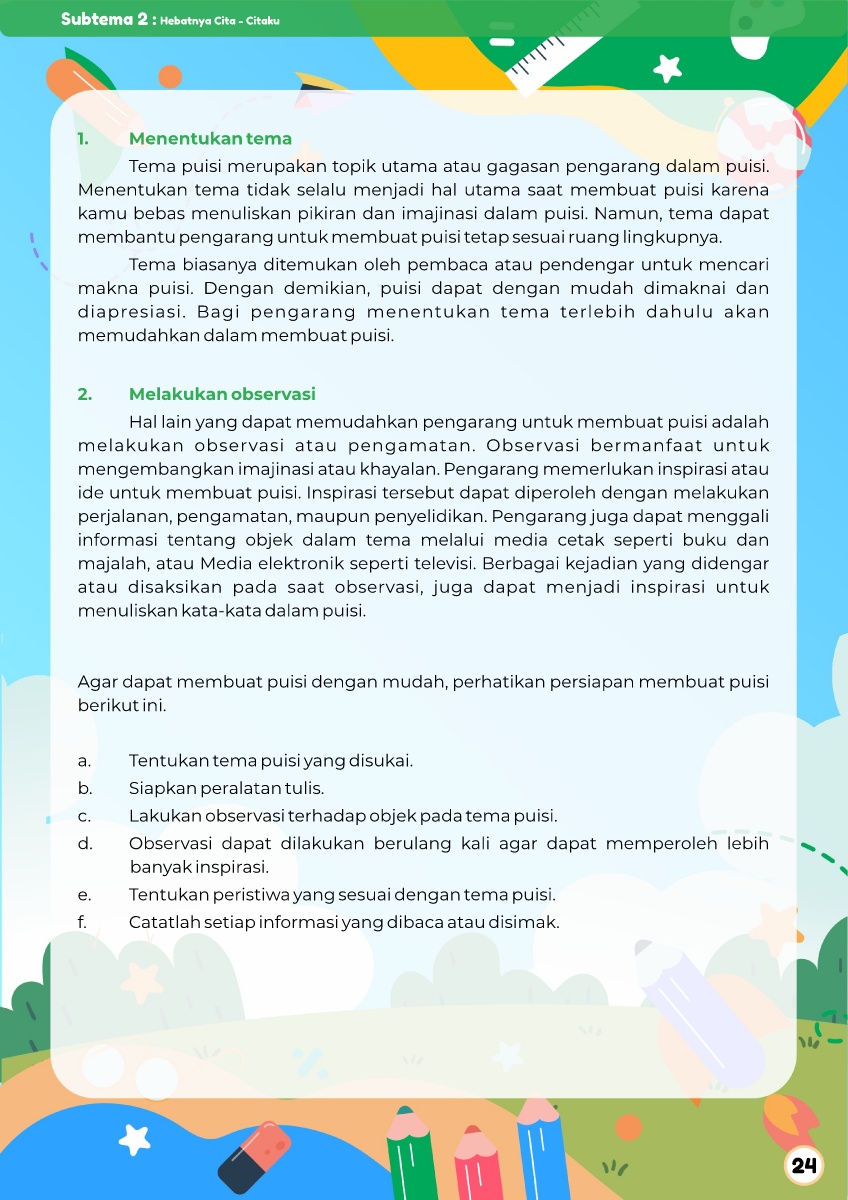 Subtema 2 : Hebatnya Cita - Citaku
1. Menentukan tema
Tema puisi merupakan topik utama atau gagasan pengarang dalam puisi.
Menentukan tema tidak selalu menjadi hal utama saat membuat puisi karena
kamu bebas menuliskan pikiran dan imajinasi dalam puisi. Namun, tema dapat
membantu pengarang untuk membuat puisi tetap sesuai ruang lingkupnya.
Tema biasanya ditemukan oleh pembaca atau pendengar untuk mencari
makna puisi. Dengan demikian, puisi dapat dengan mudah dimaknai dan
diapresiasi. Bagi pengarang menentukan tema terlebih dahulu akan
memudahkan dalam membuat puisi.
2. Melakukan observasi
Hal lain yang dapat memudahkan pengarang untuk membuat puisi adalah
melakukan observasi atau pengamatan. Observasi bermanfaat untuk
mengembangkan imajinasi atau khayalan. Pengarang memerlukan inspirasi atau
ide untuk membuat puisi. Inspirasi tersebut dapat diperoleh dengan melakukan
perjalanan, pengamatan, maupun penyelidikan. Pengarang juga dapat menggali
informasi tentang objek dalam tema melalui media cetak seperti buku dan
majalah, atau Media elektronik seperti televisi. Berbagai kejadian yang didengar
atau disaksikan pada saat observasi, juga dapat menjadi inspirasi untuk
menuliskan kata-kata dalam puisi.
Agar dapat membuat puisi dengan mudah, perhatikan persiapan membuat puisi
berikut ini.
a. Tentukan tema puisi yang disukai.
b. Siapkan peralatan tulis.
c. Lakukan observasi terhadap objek pada tema puisi.
d. Observasi dapat dilakukan berulang kali agar dapat memperoleh lebih
banyak inspirasi.
e. Tentukan peristiwa yang sesuai dengan tema puisi.
f. Catatlah setiap informasi yang dibaca atau disimak.
24